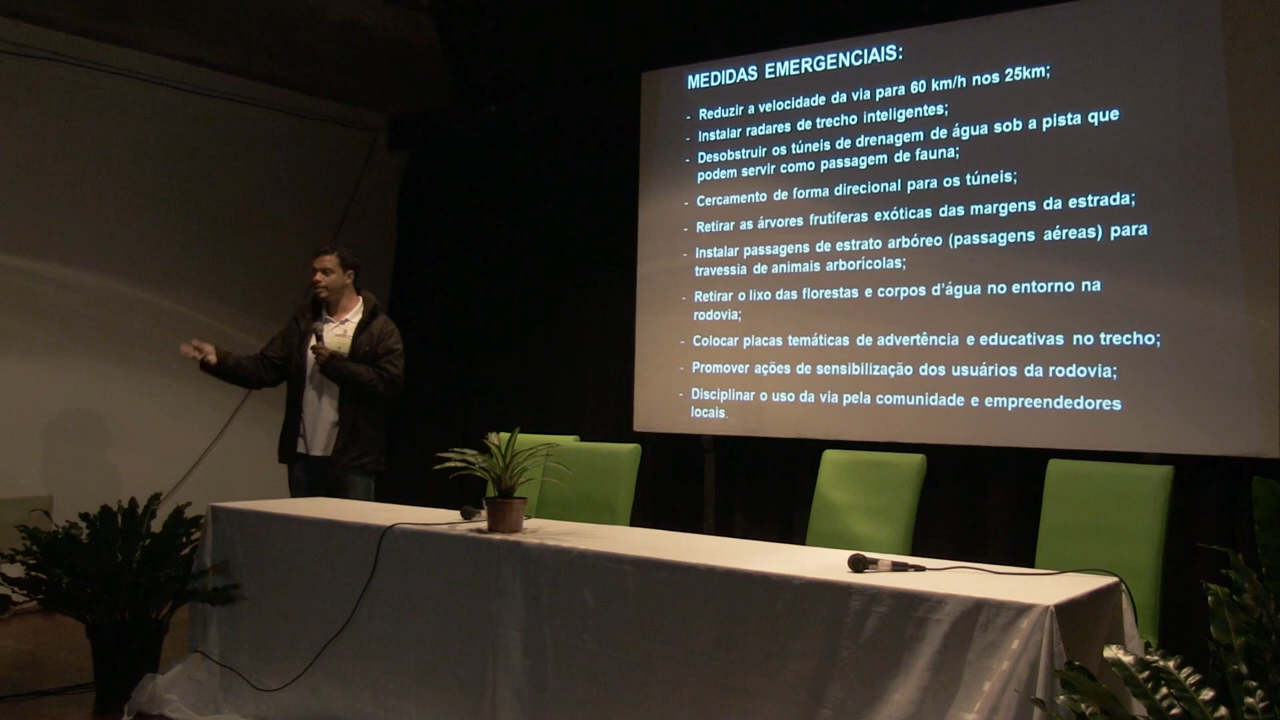 MEDIDAS EMERGENCIAIS:
- Reduzir a velocidade da via para 60 km/h nos 25km;
- Instalar radares de trecho inteligentes;
- Desobstruir os túneis de drenagem de água sob a pista que
podem servir como passagem de fauna;
- Cercamento de forma direcional para os túneis;
- Retirar as árvores frutíferas exóticas das margens da estrada;
- Instalar passagens de estrato arbóreo (passagens aéreas) para
travessia de animais arborícolas;
- Retirar o lixo das florestas e corpos d'água no entorno na
rodovia;
- Colocar placas temáticas de advertência e educativas no trecho;
- Promover ações de sensibilização dos usuários da rodovia;
- Disciplinar o uso da via pela comunidade e empreendedores
locais.